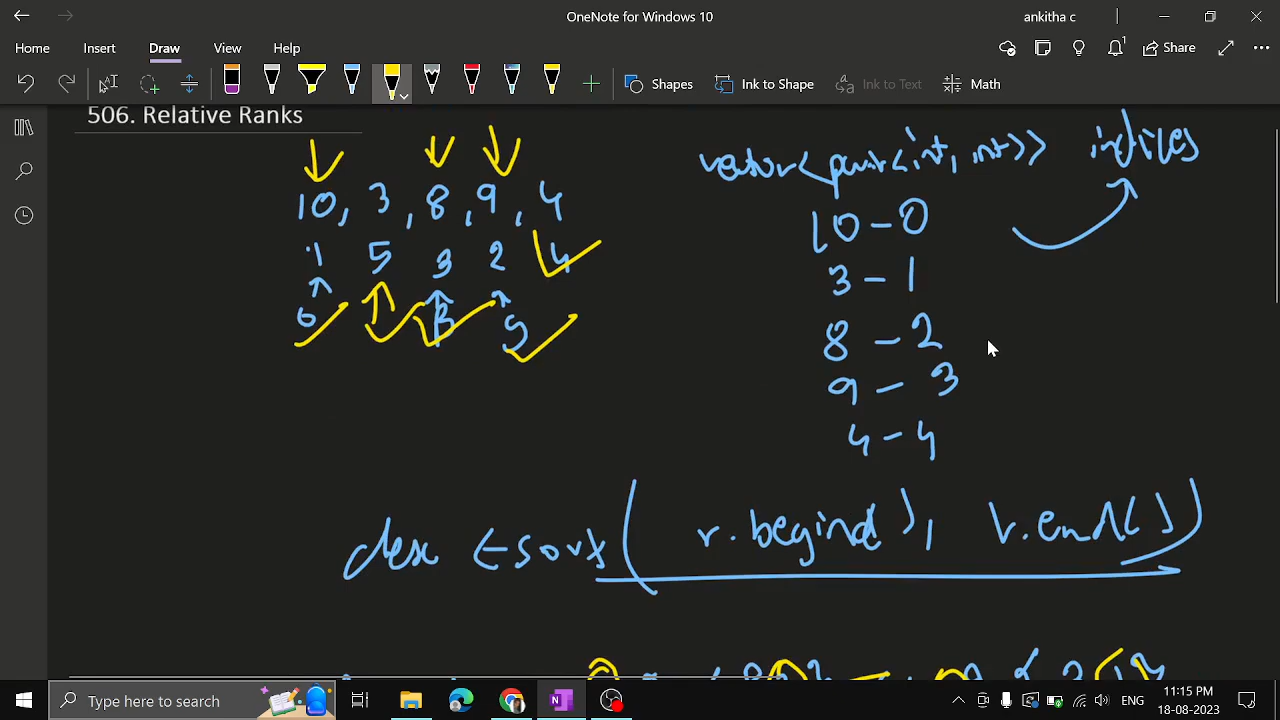 OneNote for Windows 10
ankitha c
Home Insert Draw View Help
Share
Shapes Ink to Shape Ink to Text Math
506. Relative Ranks
10, 3, 8, 9, 4
1 5 3 2 4
G B S
vector<pair<int, int>> indices
10 - 0
3 - 1
8 - 2
9 - 3
4 - 4
desc ← sort( r.begin(), r.end() )
Type here to search
ENG
11:15 PM
18-08-2023